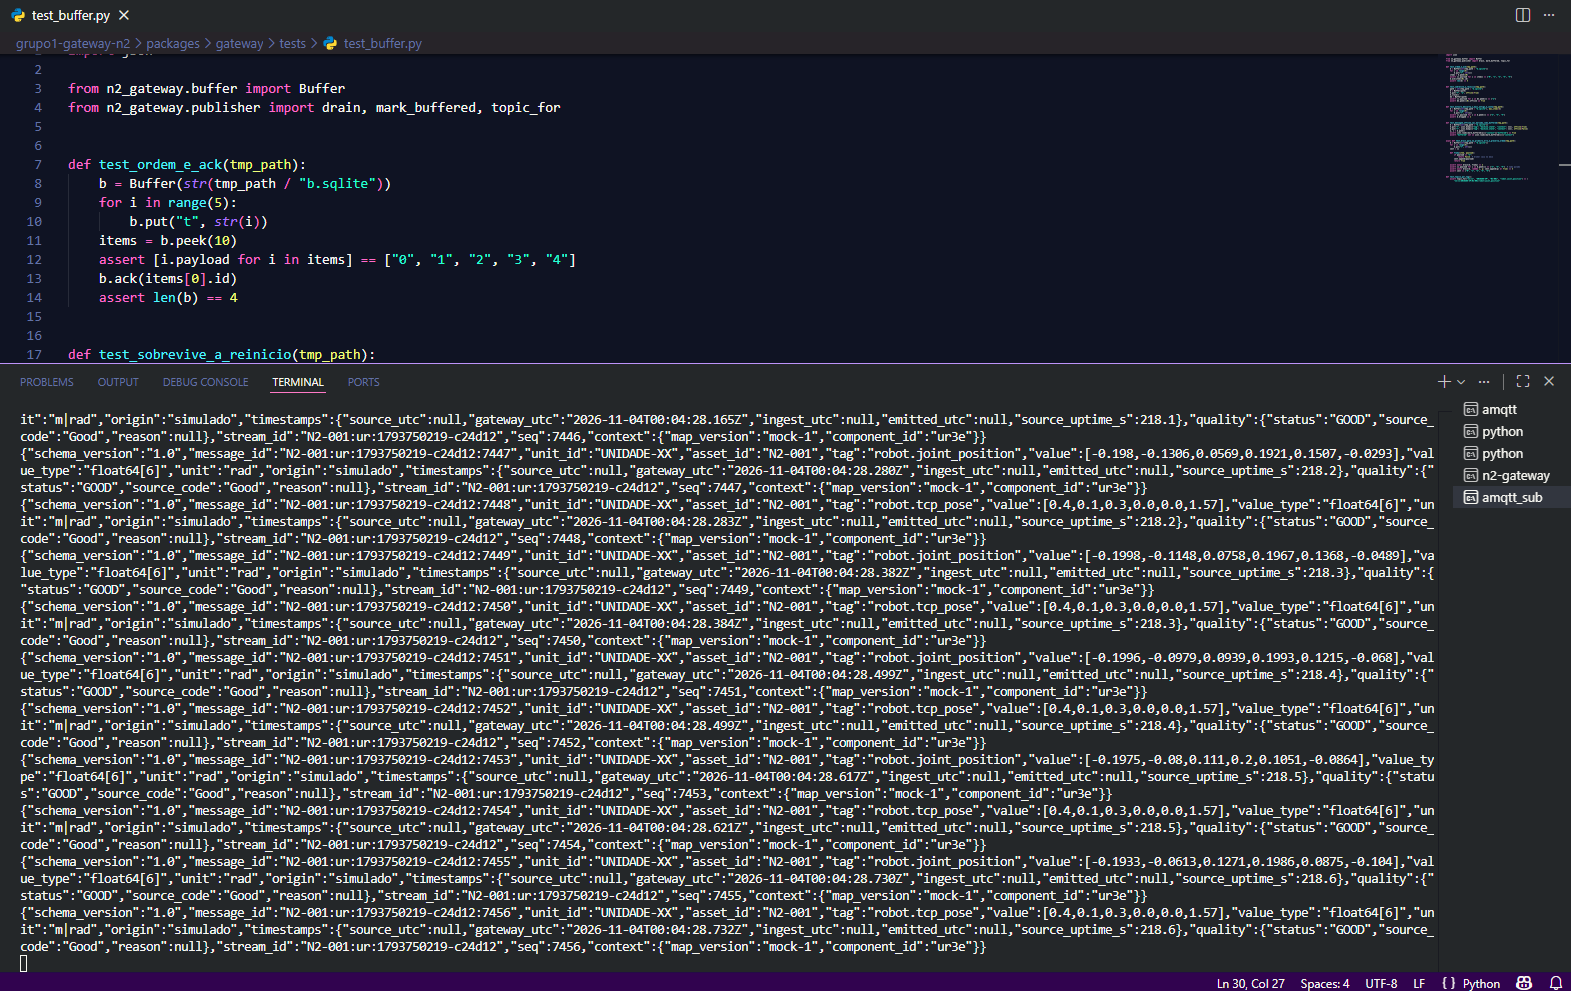 test_buffer.py
grupo1-gateway-n2 > packages > gateway > tests > test_buffer.py
2
3 from n2_gateway.buffer import Buffer
4 from n2_gateway.publisher import drain, mark_buffered, topic_for
5
6
7 def test_ordem_e_ack(tmp_path):
8 b = Buffer(str(tmp_path / "b.sqlite"))
9 for i in range(5):
10 b.put("t", str(i))
11 items = b.peek(10)
12 assert [i.payload for i in items] == ["0", "1", "2", "3", "4"]
13 b.ack(items[0].id)
14 assert len(b) == 4
15
16
17 def test_sobrevive_a_reinicio(tmp_path):
PROBLEMS OUTPUT DEBUG CONSOLE TERMINAL PORTS
it":"m|rad","origin":"simulado","timestamps":{"source_utc":null,"gateway_utc":"2026-11-04T00:04:28.165Z","ingest_utc":null,"emitted_utc":null,"source_uptime_s":218.1},"quality":{"status":"GOOD","source_
code":"Good","reason":null},"stream_id":"N2-001:ur:1793750219-c24d12","seq":7446,"context":{"map_version":"mock-1","component_id":"ur3e"}}
{"schema_version":"1.0","message_id":"N2-001:ur:1793750219-c24d12:7447","unit_id":"UNIDADE-XX","asset_id":"N2-001","tag":"robot.joint_position","value":[-0.198,-0.1306,0.0569,0.1921,0.1507,-0.0293],"val
ue_type":"float64[6]","unit":"rad","origin":"simulado","timestamps":{"source_utc":null,"gateway_utc":"2026-11-04T00:04:28.280Z","ingest_utc":null,"emitted_utc":null,"source_uptime_s":218.2},"quality":{"
status":"GOOD","source_code":"Good","reason":null},"stream_id":"N2-001:ur:1793750219-c24d12","seq":7447,"context":{"map_version":"mock-1","component_id":"ur3e"}}
{"schema_version":"1.0","message_id":"N2-001:ur:1793750219-c24d12:7448","unit_id":"UNIDADE-XX","asset_id":"N2-001","tag":"robot.tcp_pose","value":[0.4,0.1,0.3,0.0,0.0,1.57],"value_type":"float64[6]","un
it":"m|rad","origin":"simulado","timestamps":{"source_utc":null,"gateway_utc":"2026-11-04T00:04:28.283Z","ingest_utc":null,"emitted_utc":null,"source_uptime_s":218.2},"quality":{"status":"GOOD","source_
code":"Good","reason":null},"stream_id":"N2-001:ur:1793750219-c24d12","seq":7448,"context":{"map_version":"mock-1","component_id":"ur3e"}}
{"schema_version":"1.0","message_id":"N2-001:ur:1793750219-c24d12:7449","unit_id":"UNIDADE-XX","asset_id":"N2-001","tag":"robot.joint_position","value":[-0.1998,-0.1148,0.0758,0.1967,0.1368,-0.0489],"va
lue_type":"float64[6]","unit":"rad","origin":"simulado","timestamps":{"source_utc":null,"gateway_utc":"2026-11-04T00:04:28.382Z","ingest_utc":null,"emitted_utc":null,"source_uptime_s":218.3},"quality":{
"status":"GOOD","source_code":"Good","reason":null},"stream_id":"N2-001:ur:1793750219-c24d12","seq":7449,"context":{"map_version":"mock-1","component_id":"ur3e"}}
{"schema_version":"1.0","message_id":"N2-001:ur:1793750219-c24d12:7450","unit_id":"UNIDADE-XX","asset_id":"N2-001","tag":"robot.tcp_pose","value":[0.4,0.1,0.3,0.0,0.0,1.57],"value_type":"float64[6]","un
it":"m|rad","origin":"simulado","timestamps":{"source_utc":null,"gateway_utc":"2026-11-04T00:04:28.384Z","ingest_utc":null,"emitted_utc":null,"source_uptime_s":218.3},"quality":{"status":"GOOD","source_
code":"Good","reason":null},"stream_id":"N2-001:ur:1793750219-c24d12","seq":7450,"context":{"map_version":"mock-1","component_id":"ur3e"}}
{"schema_version":"1.0","message_id":"N2-001:ur:1793750219-c24d12:7451","unit_id":"UNIDADE-XX","asset_id":"N2-001","tag":"robot.joint_position","value":[-0.1996,-0.0979,0.0939,0.1993,0.1215,-0.068],"val
ue_type":"float64[6]","unit":"rad","origin":"simulado","timestamps":{"source_utc":null,"gateway_utc":"2026-11-04T00:04:28.499Z","ingest_utc":null,"emitted_utc":null,"source_uptime_s":218.4},"quality":{"
status":"GOOD","source_code":"Good","reason":null},"stream_id":"N2-001:ur:1793750219-c24d12","seq":7451,"context":{"map_version":"mock-1","component_id":"ur3e"}}
{"schema_version":"1.0","message_id":"N2-001:ur:1793750219-c24d12:7452","unit_id":"UNIDADE-XX","asset_id":"N2-001","tag":"robot.tcp_pose","value":[0.4,0.1,0.3,0.0,0.0,1.57],"value_type":"float64[6]","un
it":"m|rad","origin":"simulado","timestamps":{"source_utc":null,"gateway_utc":"2026-11-04T00:04:28.499Z","ingest_utc":null,"emitted_utc":null,"source_uptime_s":218.4},"quality":{"status":"GOOD","source_
code":"Good","reason":null},"stream_id":"N2-001:ur:1793750219-c24d12","seq":7452,"context":{"map_version":"mock-1","component_id":"ur3e"}}
{"schema_version":"1.0","message_id":"N2-001:ur:1793750219-c24d12:7453","unit_id":"UNIDADE-XX","asset_id":"N2-001","tag":"robot.joint_position","value":[-0.1975,-0.08,0.111,0.2,0.1051,-0.0864],"value_ty
pe":"float64[6]","unit":"rad","origin":"simulado","timestamps":{"source_utc":null,"gateway_utc":"2026-11-04T00:04:28.617Z","ingest_utc":null,"emitted_utc":null,"source_uptime_s":218.5},"quality":{"statu
s":"GOOD","source_code":"Good","reason":null},"stream_id":"N2-001:ur:1793750219-c24d12","seq":7453,"context":{"map_version":"mock-1","component_id":"ur3e"}}
{"schema_version":"1.0","message_id":"N2-001:ur:1793750219-c24d12:7454","unit_id":"UNIDADE-XX","asset_id":"N2-001","tag":"robot.tcp_pose","value":[0.4,0.1,0.3,0.0,0.0,1.57],"value_type":"float64[6]","un
it":"m|rad","origin":"simulado","timestamps":{"source_utc":null,"gateway_utc":"2026-11-04T00:04:28.621Z","ingest_utc":null,"emitted_utc":null,"source_uptime_s":218.5},"quality":{"status":"GOOD","source_
code":"Good","reason":null},"stream_id":"N2-001:ur:1793750219-c24d12","seq":7454,"context":{"map_version":"mock-1","component_id":"ur3e"}}
{"schema_version":"1.0","message_id":"N2-001:ur:1793750219-c24d12:7455","unit_id":"UNIDADE-XX","asset_id":"N2-001","tag":"robot.joint_position","value":[-0.1933,-0.0613,0.1271,0.1986,0.0875,-0.104],"val
ue_type":"float64[6]","unit":"rad","origin":"simulado","timestamps":{"source_utc":null,"gateway_utc":"2026-11-04T00:04:28.730Z","ingest_utc":null,"emitted_utc":null,"source_uptime_s":218.6},"quality":{"
status":"GOOD","source_code":"Good","reason":null},"stream_id":"N2-001:ur:1793750219-c24d12","seq":7455,"context":{"map_version":"mock-1","component_id":"ur3e"}}
{"schema_version":"1.0","message_id":"N2-001:ur:1793750219-c24d12:7456","unit_id":"UNIDADE-XX","asset_id":"N2-001","tag":"robot.tcp_pose","value":[0.4,0.1,0.3,0.0,0.0,1.57],"value_type":"float64[6]","un
it":"m|rad","origin":"simulado","timestamps":{"source_utc":null,"gateway_utc":"2026-11-04T00:04:28.732Z","ingest_utc":null,"emitted_utc":null,"source_uptime_s":218.6},"quality":{"status":"GOOD","source_
code":"Good","reason":null},"stream_id":"N2-001:ur:1793750219-c24d12","seq":7456,"context":{"map_version":"mock-1","component_id":"ur3e"}}
amqtt
python
python
n2-gateway
amqtt_sub
Ln 30, Col 27 Spaces: 4 UTF-8 LF { } Python